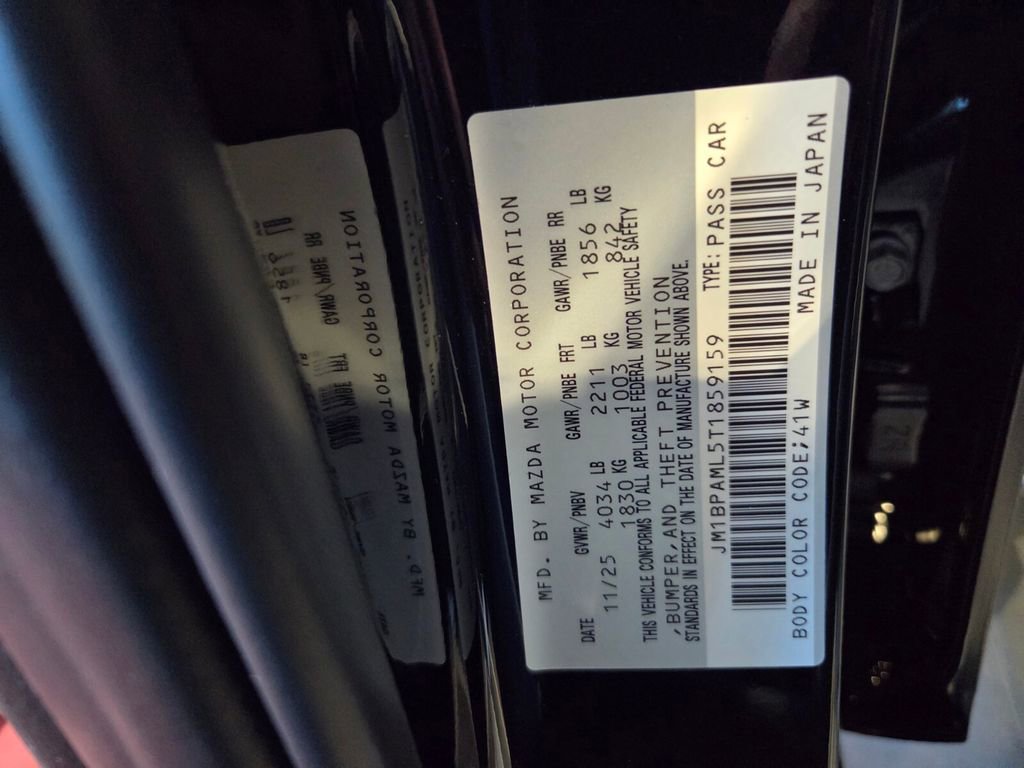 MFD. BY MAZDA MOTOR CORPORATION
DATE GVWR/PNBV GAWR/PNBE FRT GAWR/PNBE RR
11/25 4034 LB 2211 LB 1856 LB
1830 KG 1003 KG 842 KG
THIS VEHICLE CONFORMS TO ALL APPLICABLE FEDERAL MOTOR VEHICLE SAFETY
,BUMPER,AND THEFT PREVENTION
STANDARDS IN EFFECT ON THE DATE OF MANUFACTURE SHOWN ABOVE.
JM1BPAML5T1859159 TYPE: PASS CAR
BODY COLOR CODE;41W MADE IN JAPAN